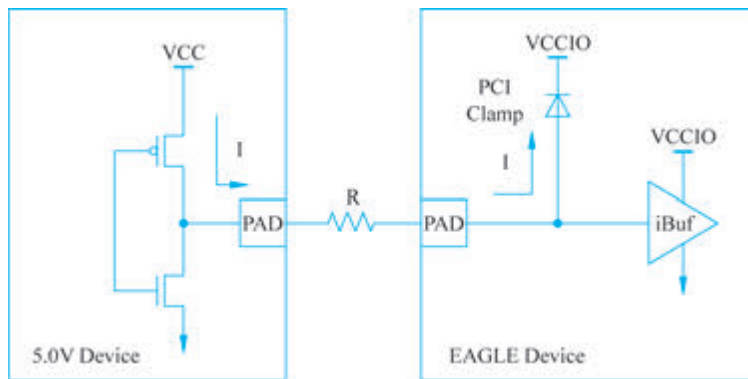 VCC
I
PAD
5.0V Device
R
VCCIO
PCI
Clamp
I
VCCIO
PAD
iBuf
EAGLE Device